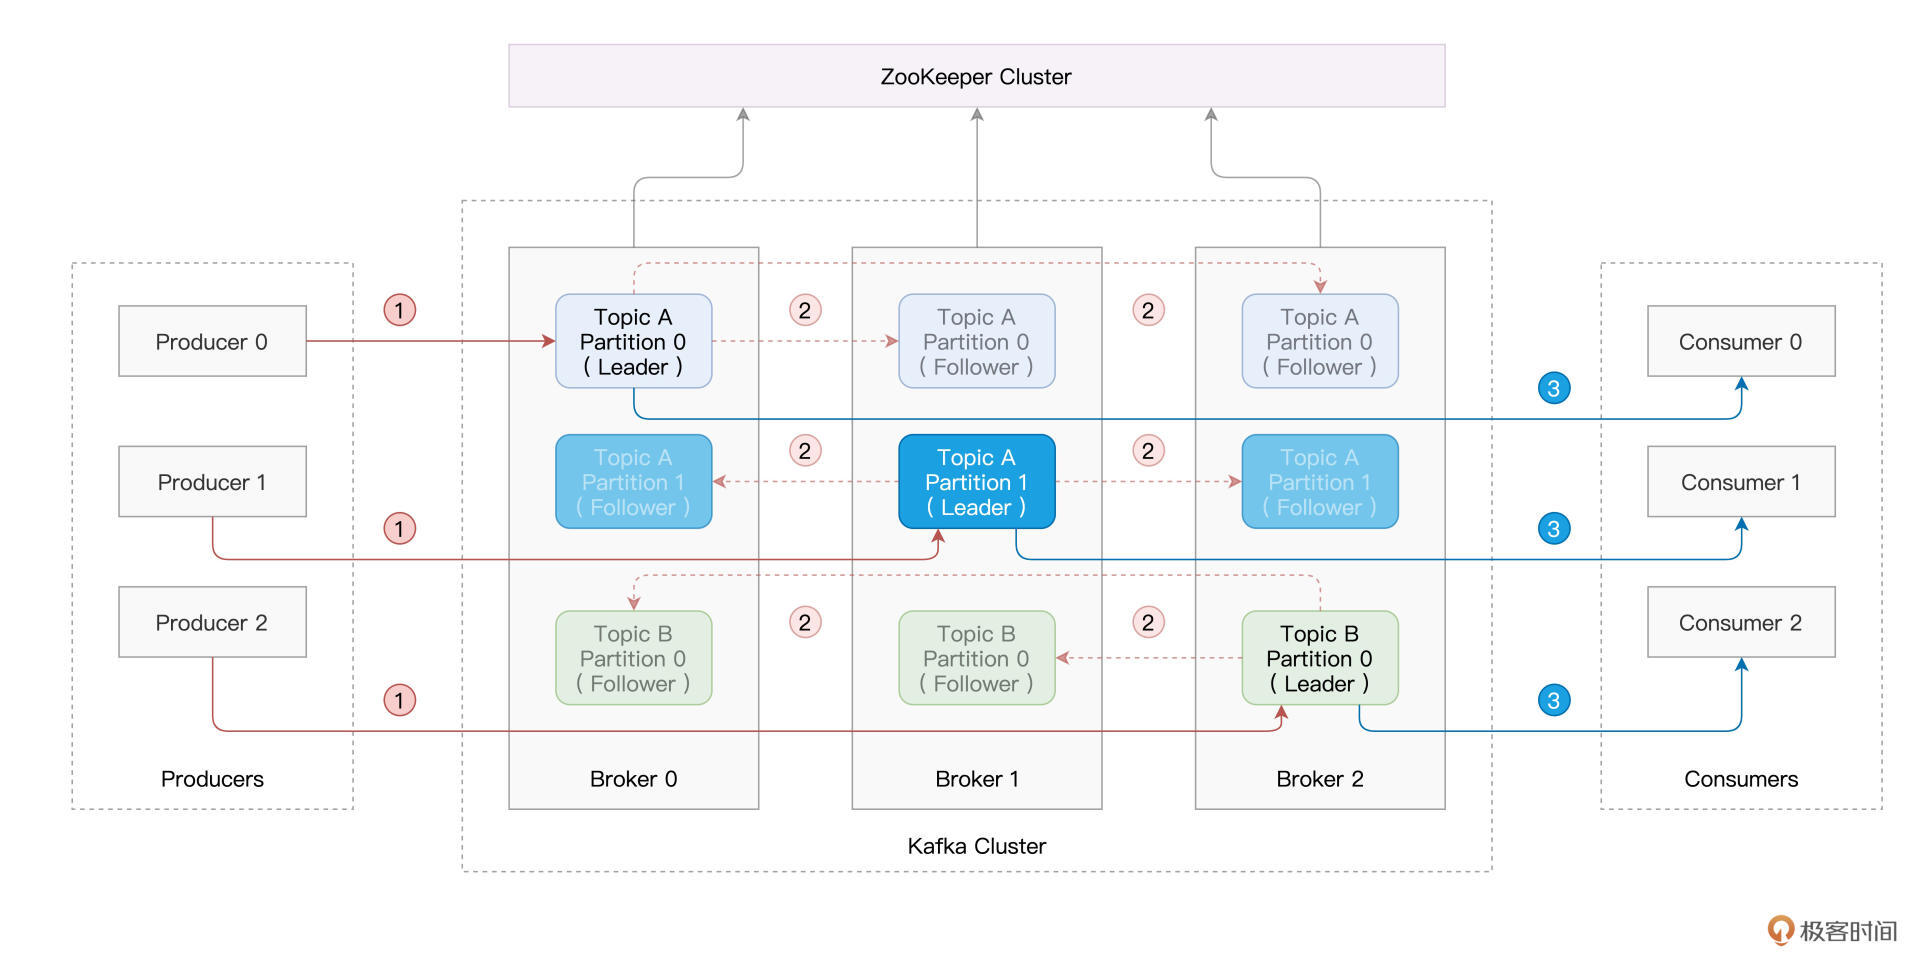 ZooKeeper Cluster
Producer 0
Producer 1
Producer 2
Producers
1
1
1
Topic A
Partition 0
( Leader )
2
Topic A
Partition 0
( Follower )
2
Topic A
Partition 0
( Follower )
Topic A
Partition 1
( Follower )
2
Topic A
Partition 1
( Leader )
2
Topic A
Partition 1
( Follower )
Topic B
Partition 0
( Follower )
2
Topic B
Partition 0
( Follower )
2
Topic B
Partition 0
( Leader )
Broker 0
Broker 1
Broker 2
Kafka Cluster
3
3
3
Consumer 0
Consumer 1
Consumer 2
Consumers
极客时间